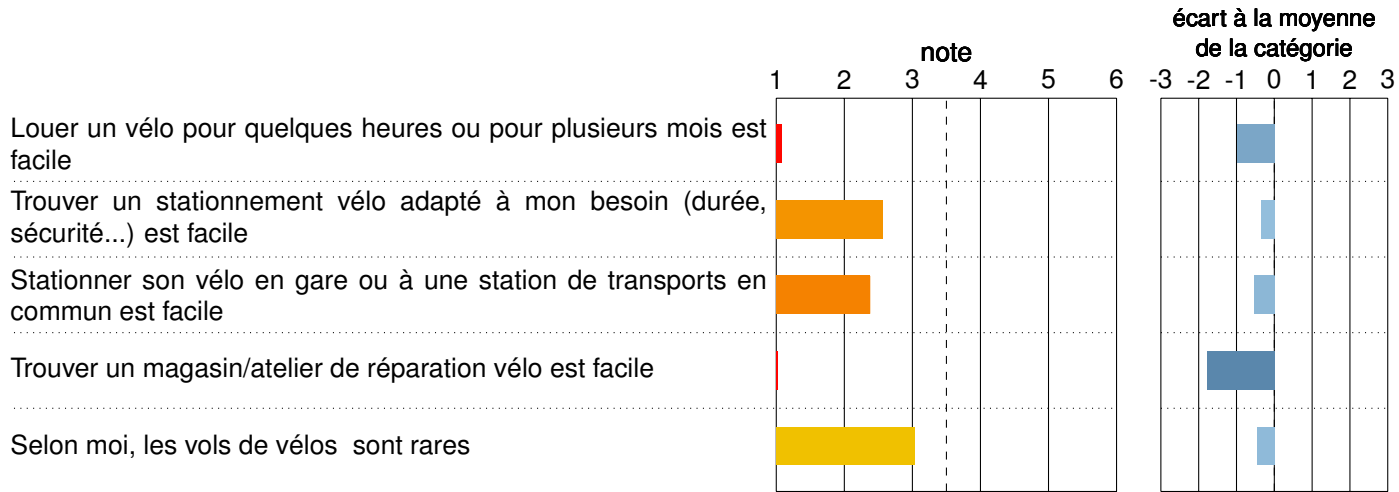 écart à la moyenne
note de la catégorie
1 2 3 4 5 6 -3 -2 -1 0 1 2 3
Louer un vélo pour quelques heures ou pour plusieurs mois est
facile
Trouver un stationnement vélo adapté à mon besoin (durée,
sécurité...) est facile
Stationner son vélo en gare ou à une station de transports en
commun est facile
Trouver un magasin/atelier de réparation vélo est facile
Selon moi, les vols de vélos sont rares